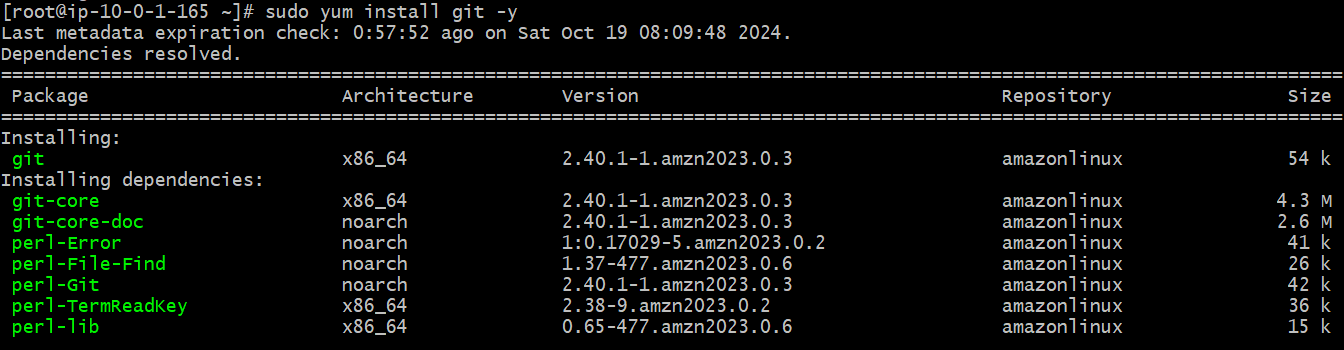 [root@ip-10-0-1-165 ~]# sudo yum install git -y
Last metadata expiration check: 0:57:52 ago on Sat Oct 19 08:09:48 2024.
Dependencies resolved.
================================================================================================================================
Package Architecture Version Repository Size
================================================================================================================================
Installing:
git x86_64 2.40.1-1.amzn2023.0.3 amazonlinux 54 k
Installing dependencies:
git-core x86_64 2.40.1-1.amzn2023.0.3 amazonlinux 4.3 M
git-core-doc noarch 2.40.1-1.amzn2023.0.3 amazonlinux 2.6 M
perl-Error noarch 1:0.17029-5.amzn2023.0.2 amazonlinux 41 k
perl-File-Find noarch 1.37-477.amzn2023.0.6 amazonlinux 26 k
perl-Git noarch 2.40.1-1.amzn2023.0.3 amazonlinux 42 k
perl-TermReadKey x86_64 2.38-9.amzn2023.0.2 amazonlinux 36 k
perl-lib x86_64 0.65-477.amzn2023.0.6 amazonlinux 15 k